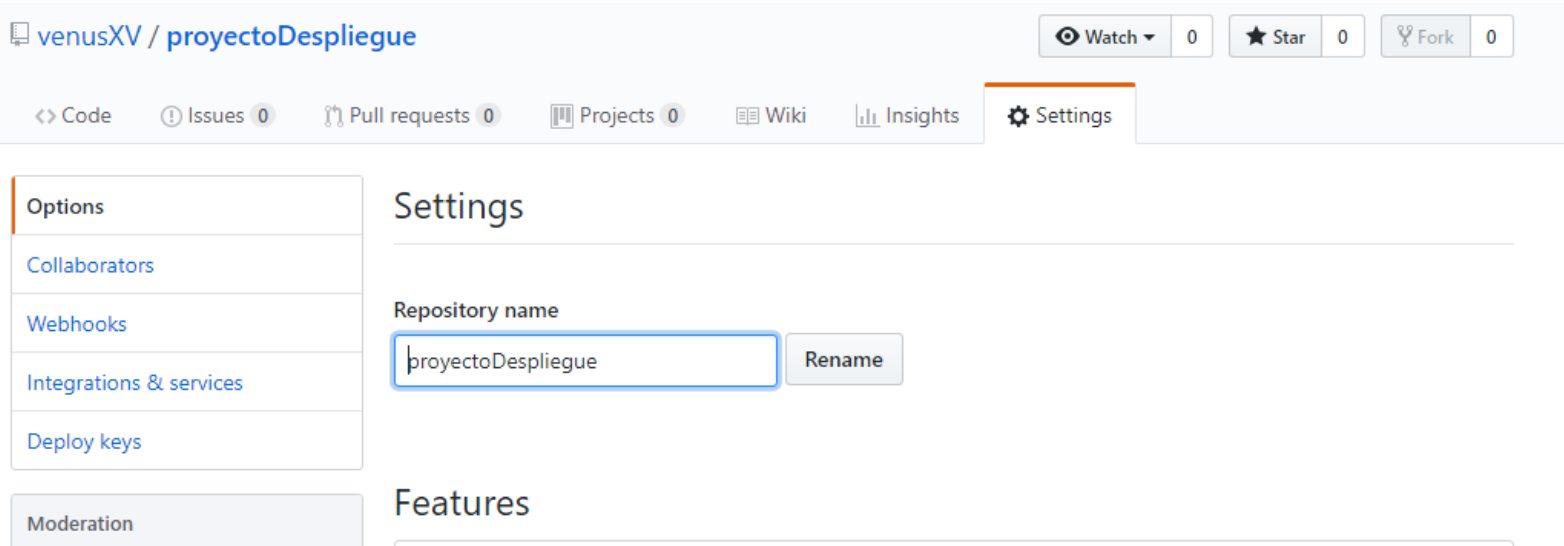 venusXV / proyectoDespliegue
Watch 0 Star 0 Fork 0
Code Issues 0 Pull requests 0 Projects 0 Wiki Insights Settings
Options
Collaborators
Webhooks
Integrations & services
Deploy keys
Moderation
Settings
Repository name
proyectoDespliegue Rename
Features